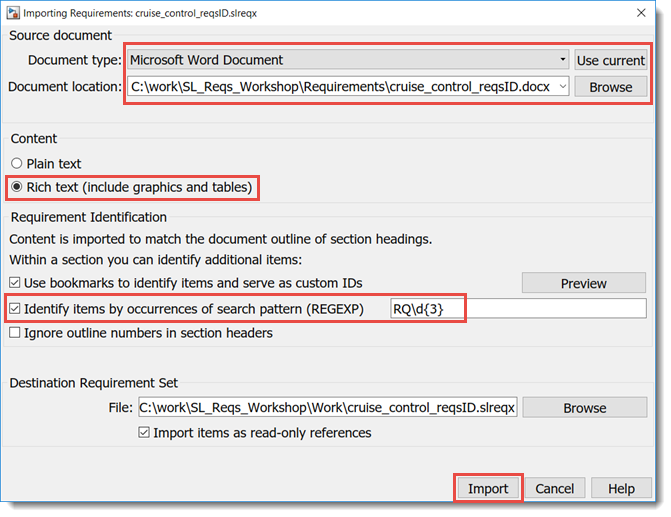 Importing Requirements: cruise_control_reqsID.slreqx
Source document
Document type: Microsoft Word Document Use current
Document location: C:\work\SL_Reqs_Workshop\Requirements\cruise_control_reqsID.docx Browse
Content
Plain text
Rich text (include graphics and tables)
Requirement Identification
Content is imported to match the document outline of section headings.
Within a section you can identify additional items:
Use bookmarks to identify items and serve as custom IDs Preview
Identify items by occurrences of search pattern (REGEXP) RQ\d{3}
Ignore outline numbers in section headers
Destination Requirement Set
File: C:\work\SL_Reqs_Workshop\Work\cruise_control_reqsID.slreqx Browse
Import items as read-only references
Import Cancel Help